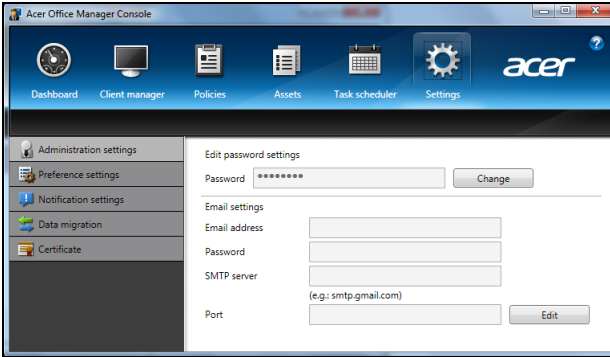 Acer Office Manager Console
?
acer
Dashboard Client manager Policies Assets Task scheduler Settings
Administration settings
Preference settings
Notification settings
Data migration
Certificate
Edit password settings
Password •••••••• Change
Email settings
Email address
Password
SMTP server
(e.g.: smtp.gmail.com)
Port Edit